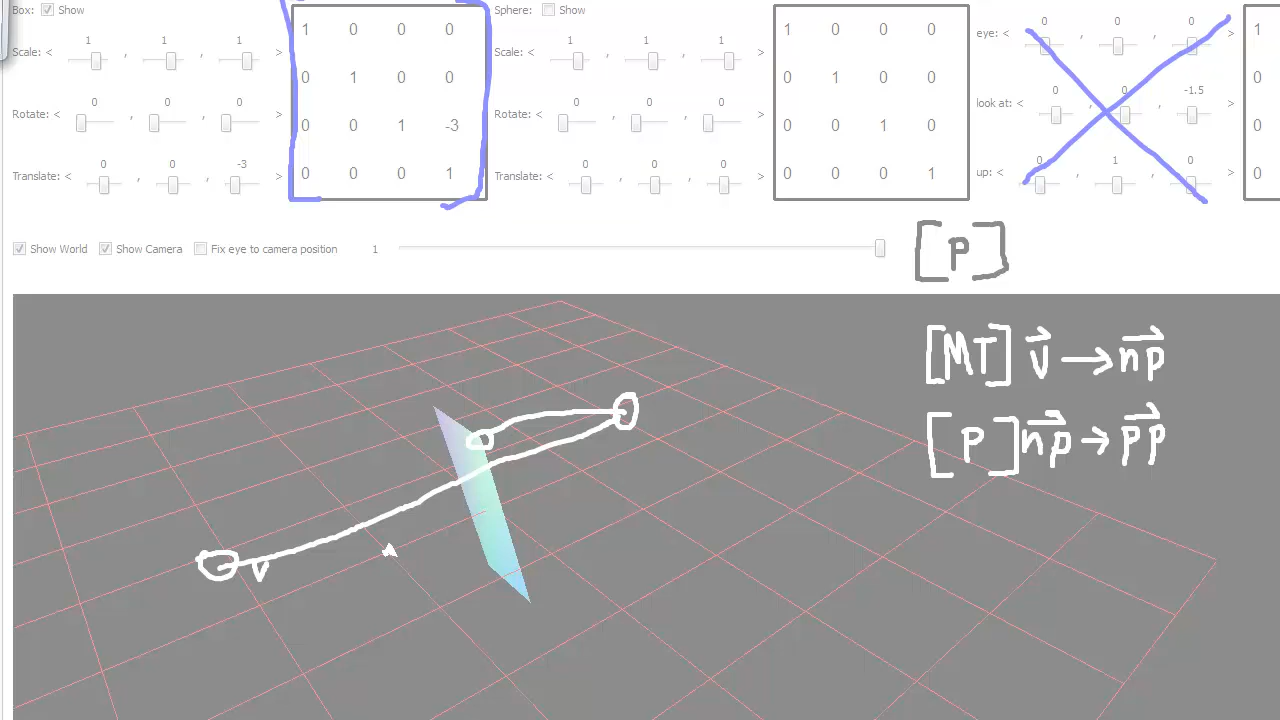 Box: Show
Scale: < 1 , 1 , 1 >
Rotate: < 0 , 0 , 0 >
Translate: < 0 , 0 , -3 >
1 0 0 0
0 1 0 0
0 0 1 -3
0 0 0 1
Sphere: Show
Scale: < 1 , 1 , 1 >
Rotate: < 0 , 0 , 0 >
Translate: < 0 , 0 , 0 >
1 0 0 0
0 1 0 0
0 0 1 0
0 0 0 1
eye: < 0 , 0 , 0 >
look at: < 0 , 0 , -1.5 >
up: < 0 , 1 , 0 >
1
0
0
0
Show World Show Camera Fix eye to camera position 1
[P]
[MT] v → np
[P] np → pp
v